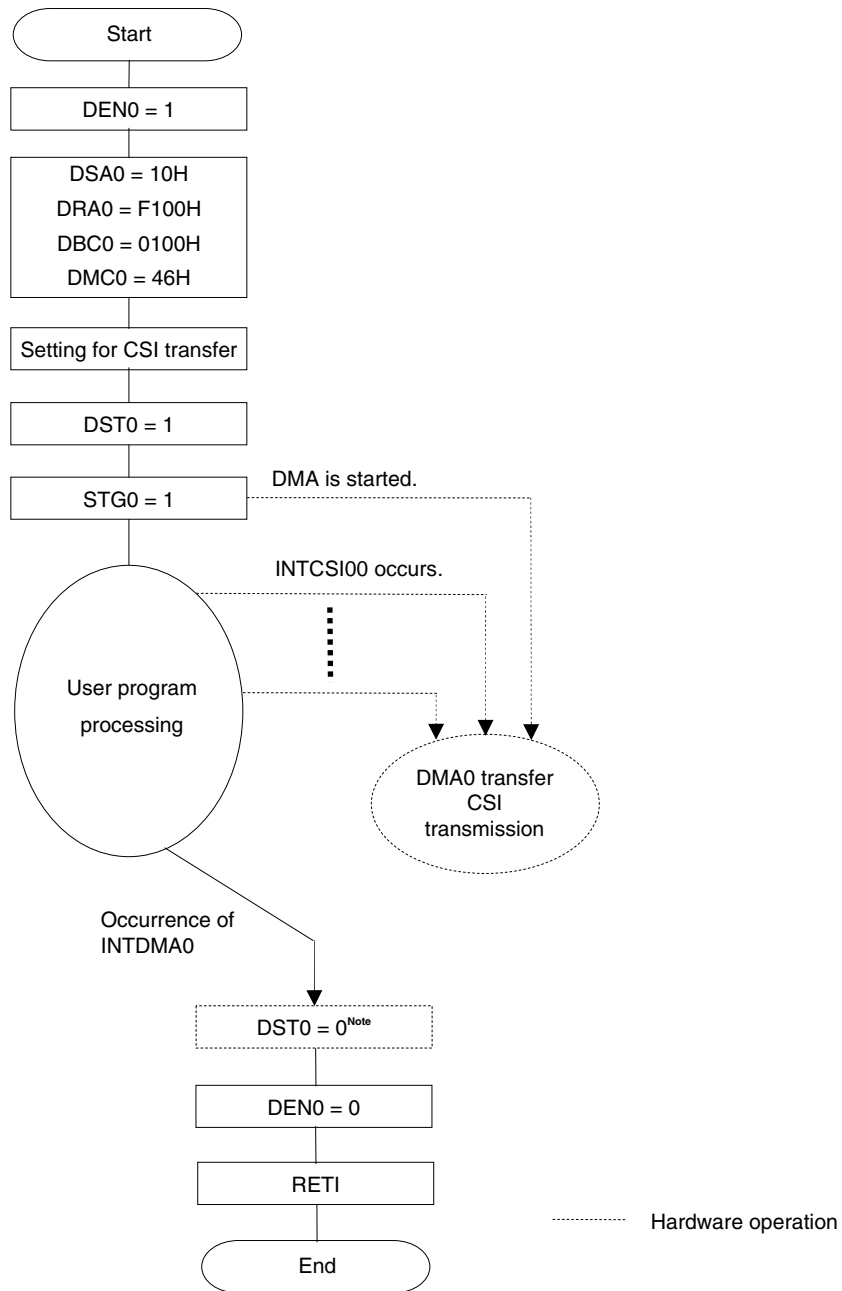 Start
DEN0 = 1
DSA0 = 10H
DRA0 = F100H
DBC0 = 0100H
DMC0 = 46H
Setting for CSI transfer
DST0 = 1
STG0 = 1
DMA is started.
INTCSI00 occurs.
User program
processing
DMA0 transfer
CSI
transmission
Occurrence of
INTDMA0
DST0 = 0Note
DEN0 = 0
RETI
Hardware operation
End